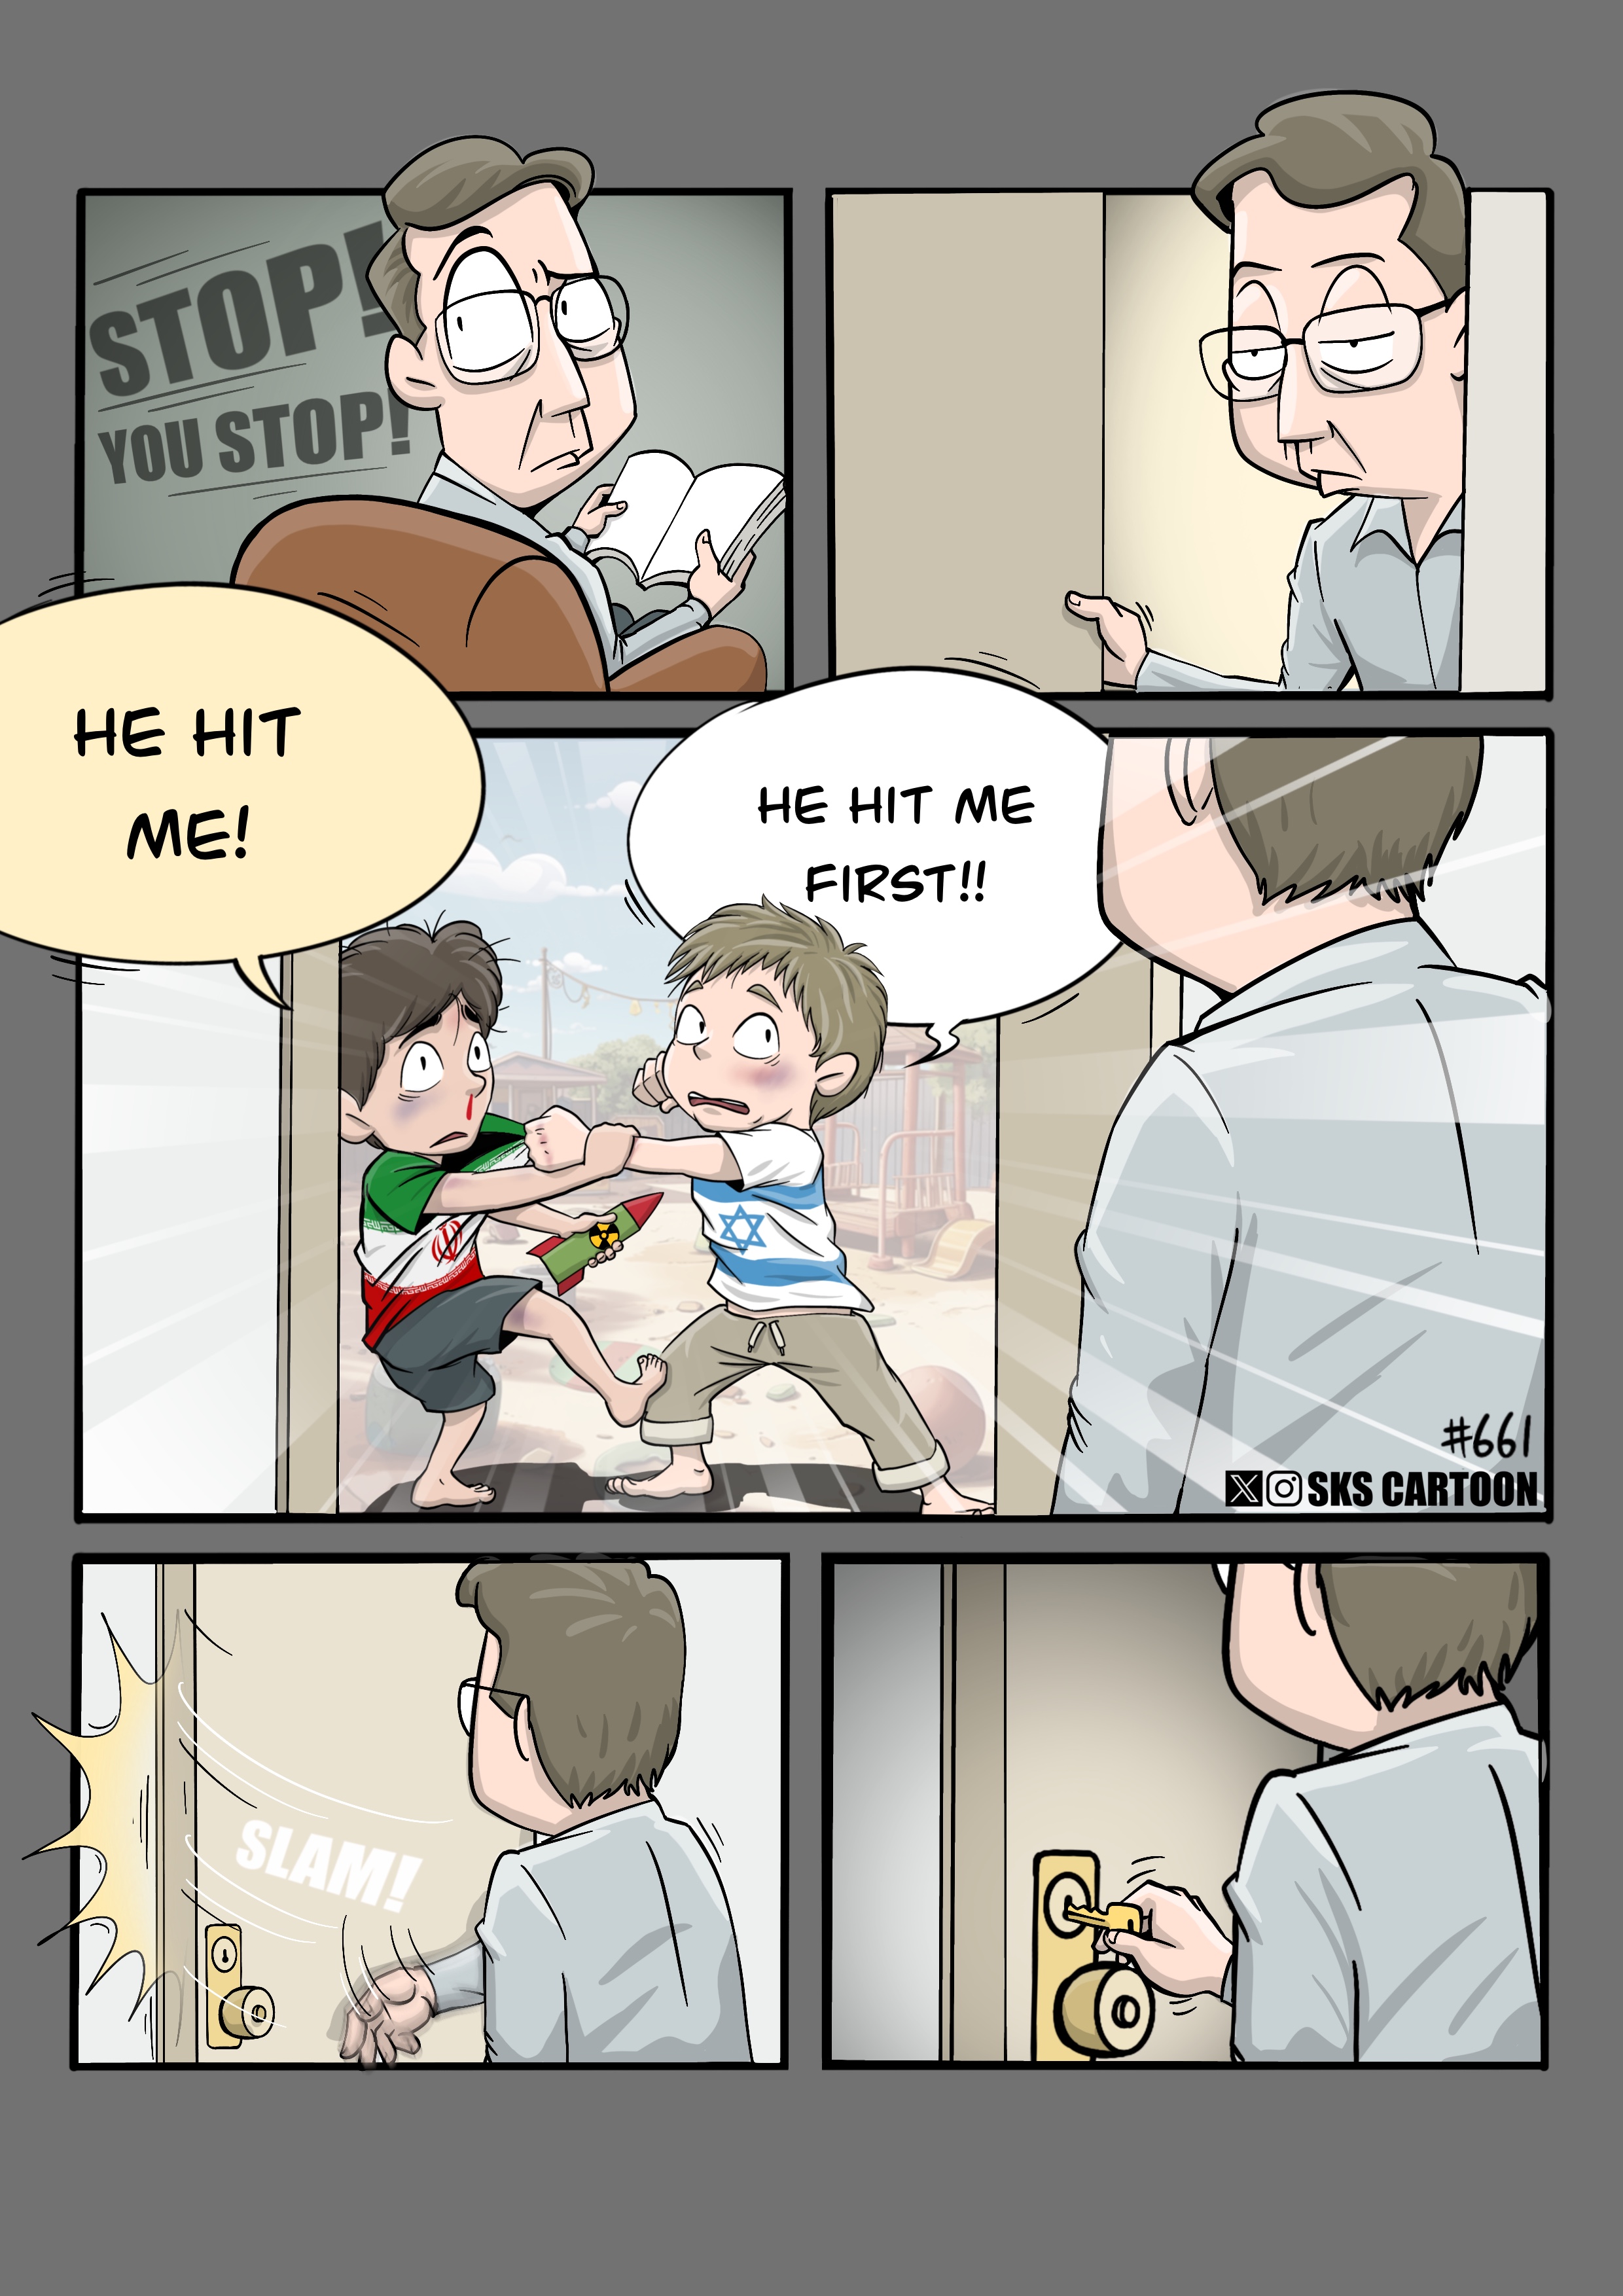 STOP!
YOU STOP!
HE HIT
ME!
HE HIT ME
FIRST!!
#661
SKS CARTOON
SLAM!